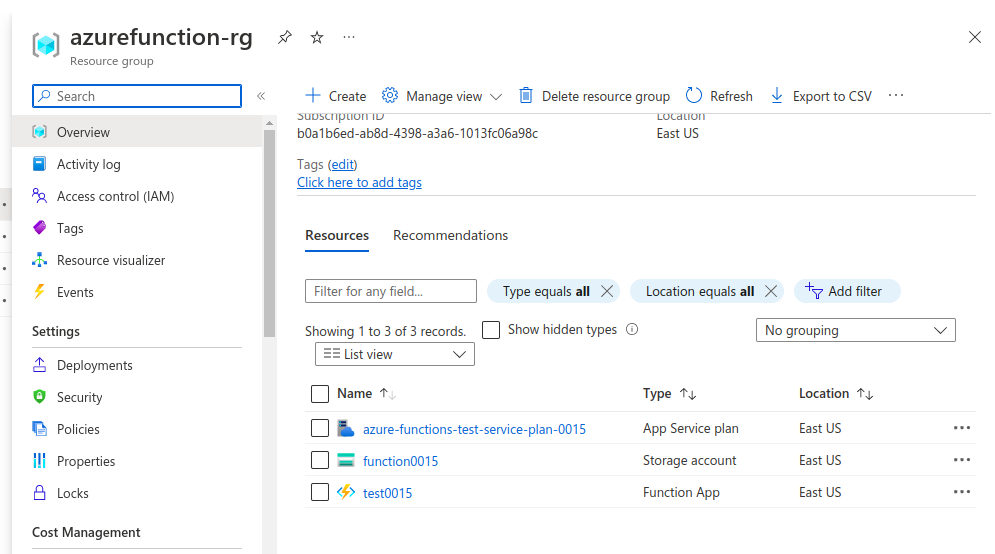 azurefunction-rg
Resource group
Search
Create
Manage view
Delete resource group
Refresh
Export to CSV
Overview
Activity log
Access control (IAM)
Tags
Resource visualizer
Events
Settings
Deployments
Security
Policies
Properties
Locks
Cost Management
Subscription ID
Location
b0a1b6ed-ab8d-4398-a3a6-1013fc06a98c
East US
Tags (edit)
Click here to add tags
Resources
Recommendations
Filter for any field...
Type equals all
Location equals all
Add filter
Showing 1 to 3 of 3 records.
Show hidden types
No grouping
List view
Name
Type
Location
azure-functions-test-service-plan-0015
App Service plan
East US
function0015
Storage account
East US
test0015
Function App
East US